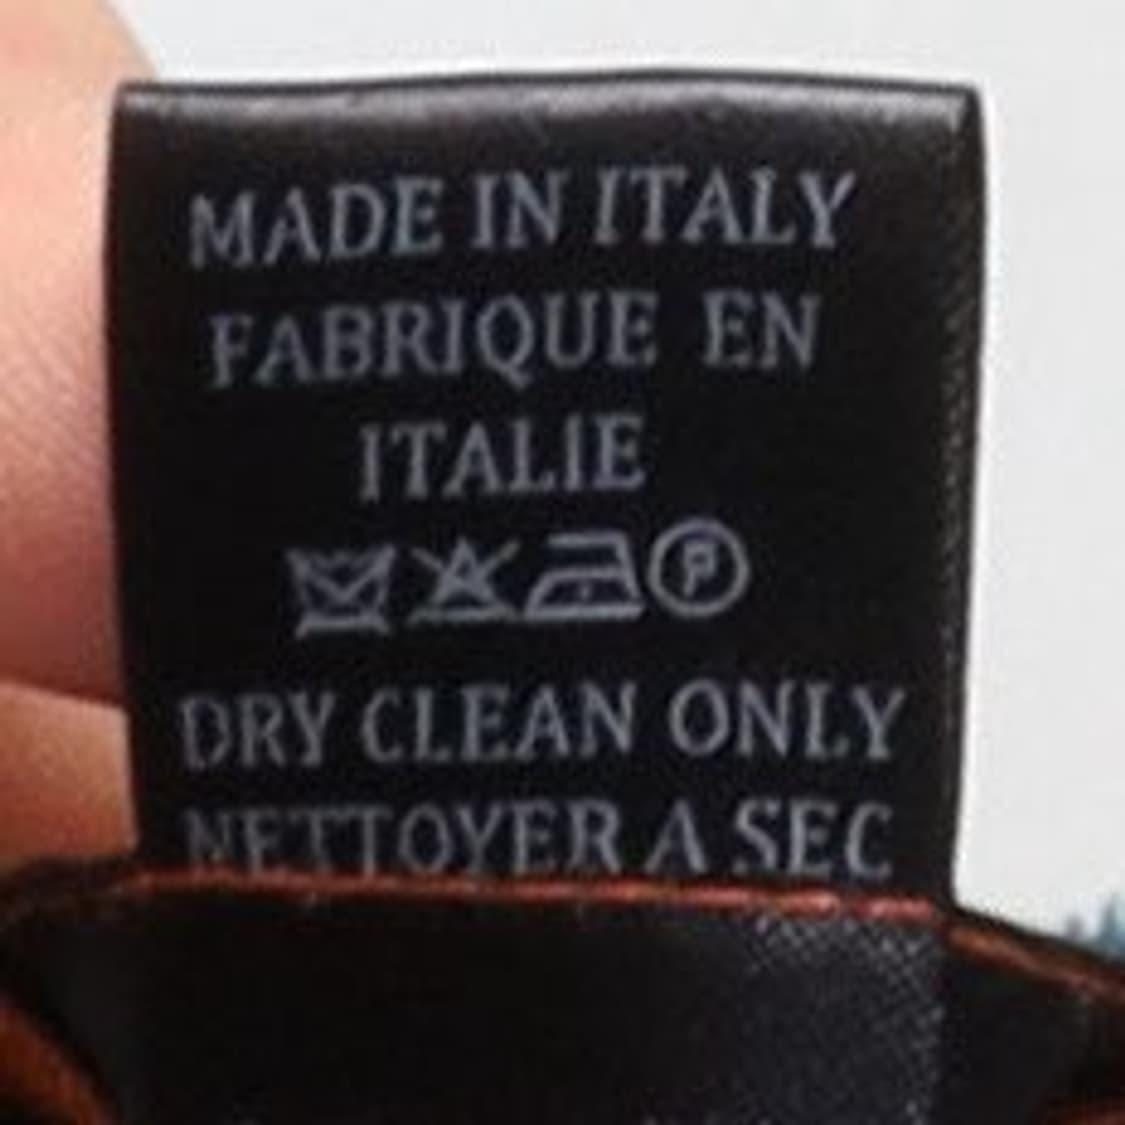 MADE IN ITALY
FABRIQUE EN
ITALIE
P
DRY CLEAN ONLY
NETTOYER A SEC